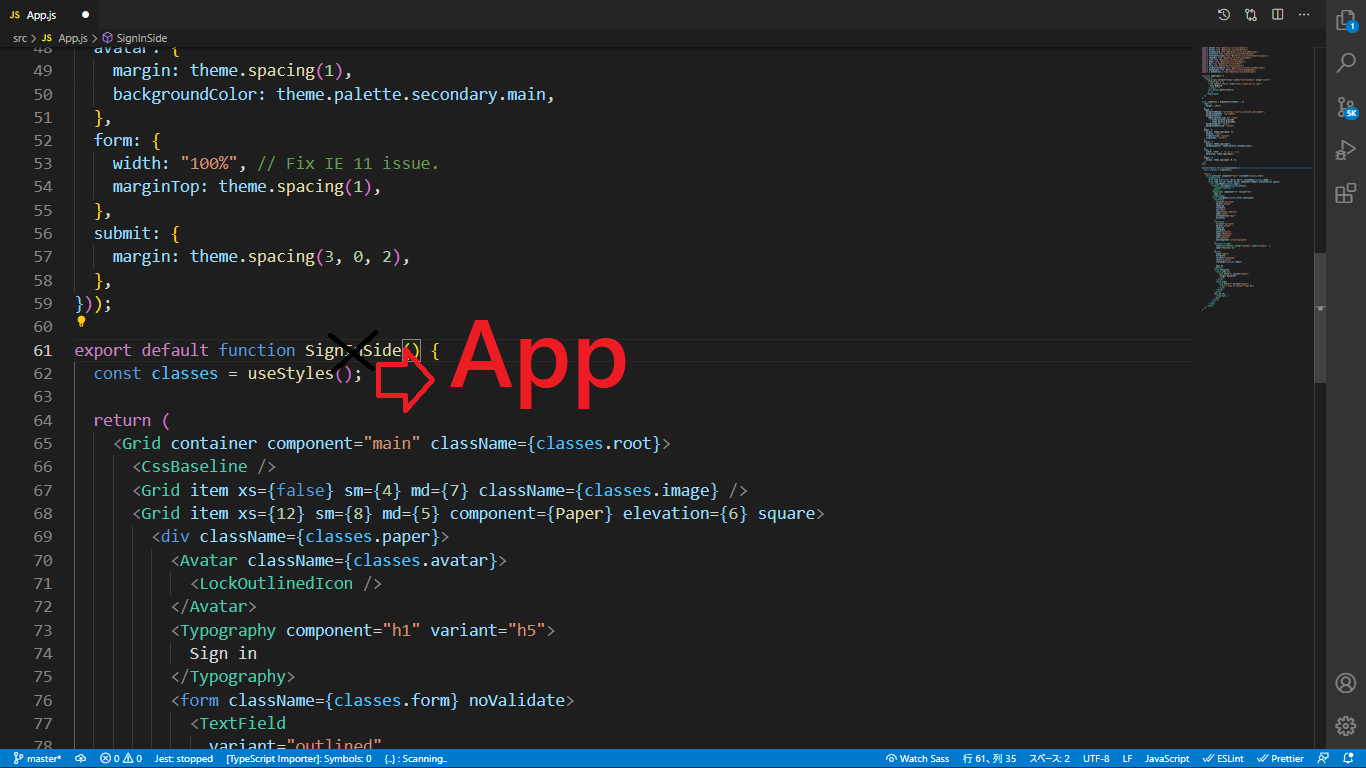 JS App.js ●
src > JS App.js > SignInSide
1
5K
48 avatar: {
49 margin: theme.spacing(1),
50 backgroundColor: theme.palette.secondary.main,
51 },
52 form: {
53 width: "100%", // Fix IE 11 issue.
54 marginTop: theme.spacing(1),
55 },
56 submit: {
57 margin: theme.spacing(3, 0, 2),
58 },
59 }));
60
61 export default function SignInSide() {
App
62 const classes = useStyles();
63
64 return (
65 <Grid container component="main" className={classes.root}>
66 <CssBaseline />
67 <Grid item xs={false} sm={4} md={7} className={classes.image} />
68 <Grid item xs={12} sm={8} md={5} component={Paper} elevation={6} square>
69 <div className={classes.paper}>
70 <Avatar className={classes.avatar}>
71 <LockOutlinedIcon />
72 </Avatar>
73 <Typography component="h1" variant="h5">
74 Sign in
75 </Typography>
76 <form className={classes.form} noValidate>
77 <TextField
78 variant="outlined"
master* 0 0 Jest: stopped [TypeScript Importer]: Symbols: 0 {..} : Scanning.. Watch Sass 行 61、列 35 スペース: 2 UTF-8 LF JavaScript ESLint Prettier